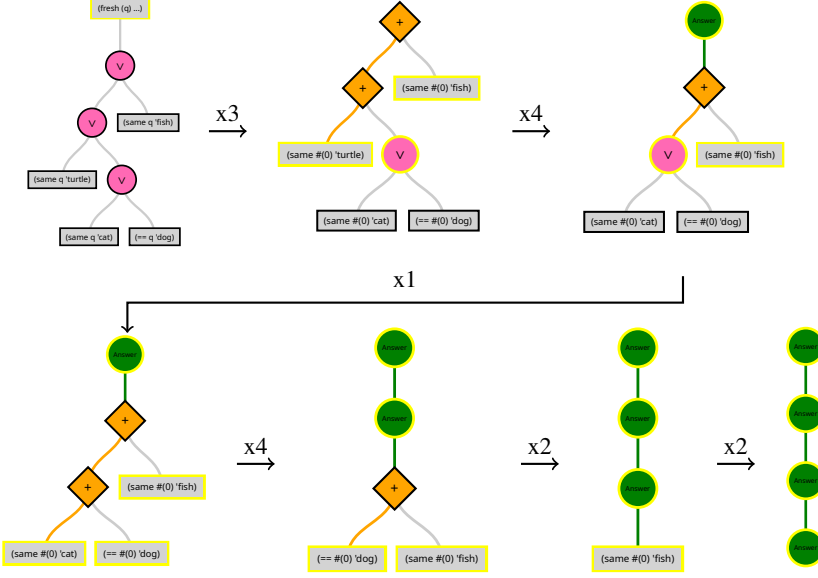 (fresh (q) ...)
∨
∨
(same q 'fish)
(same q 'turtle)
∨
(same q 'cat)
(== q 'dog)
x3
+
+
(same #(0) 'fish)
(same #(0) 'turtle)
∨
(same #(0) 'cat)
(== #(0) 'dog)
x4
Answer
+
∨
(same #(0) 'fish)
(same #(0) 'cat)
(== #(0) 'dog)
x1
Answer
+
+
(same #(0) 'fish)
(same #(0) 'cat)
(== #(0) 'dog)
x4
Answer
Answer
+
(== #(0) 'dog)
(same #(0) 'fish)
x2
Answer
Answer
Answer
(same #(0) 'fish)
x2
Answer
Answer
Answer
Answer